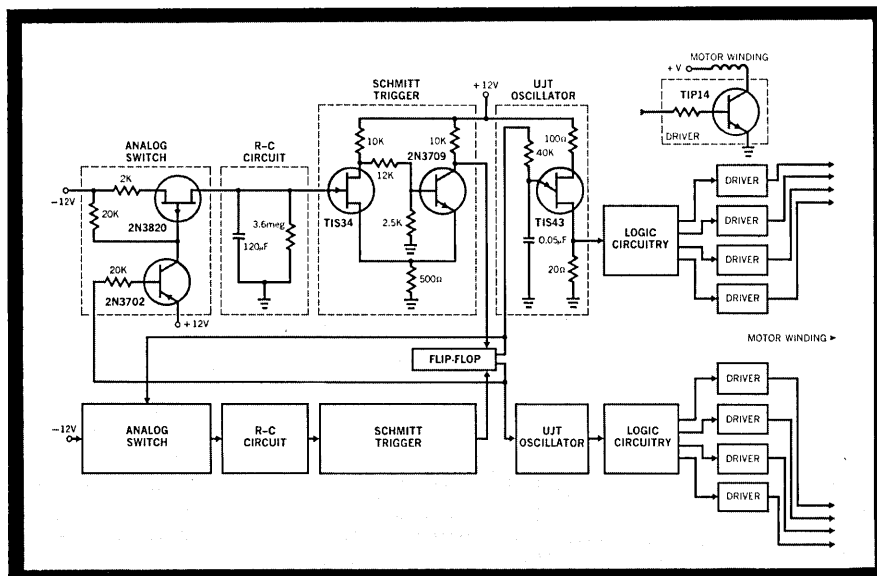 MOTOR WINDING
+ V
TIP14
DRIVER
SCHMITT
TRIGGER
+ 12V
UJT
OSCILLATOR
ANALOG
SWITCH
R-C
CIRCUIT
10K
10K
2N3709
12K
2.5K
TIS34
500Ω
40K
100Ω
TIS43
0.05µF
20Ω
−12V
2K
20K
2N3820
20K
2N3702
+ 12V
3.6meg
120µF
LOGIC
CIRCUITRY
DRIVER
DRIVER
DRIVER
DRIVER
MOTOR WINDING
FLIP-FLOP
−12V
ANALOG
SWITCH
R-C
CIRCUIT
SCHMITT
TRIGGER
UJT
OSCILLATOR
LOGIC
CIRCUITRY
DRIVER
DRIVER
DRIVER
DRIVER